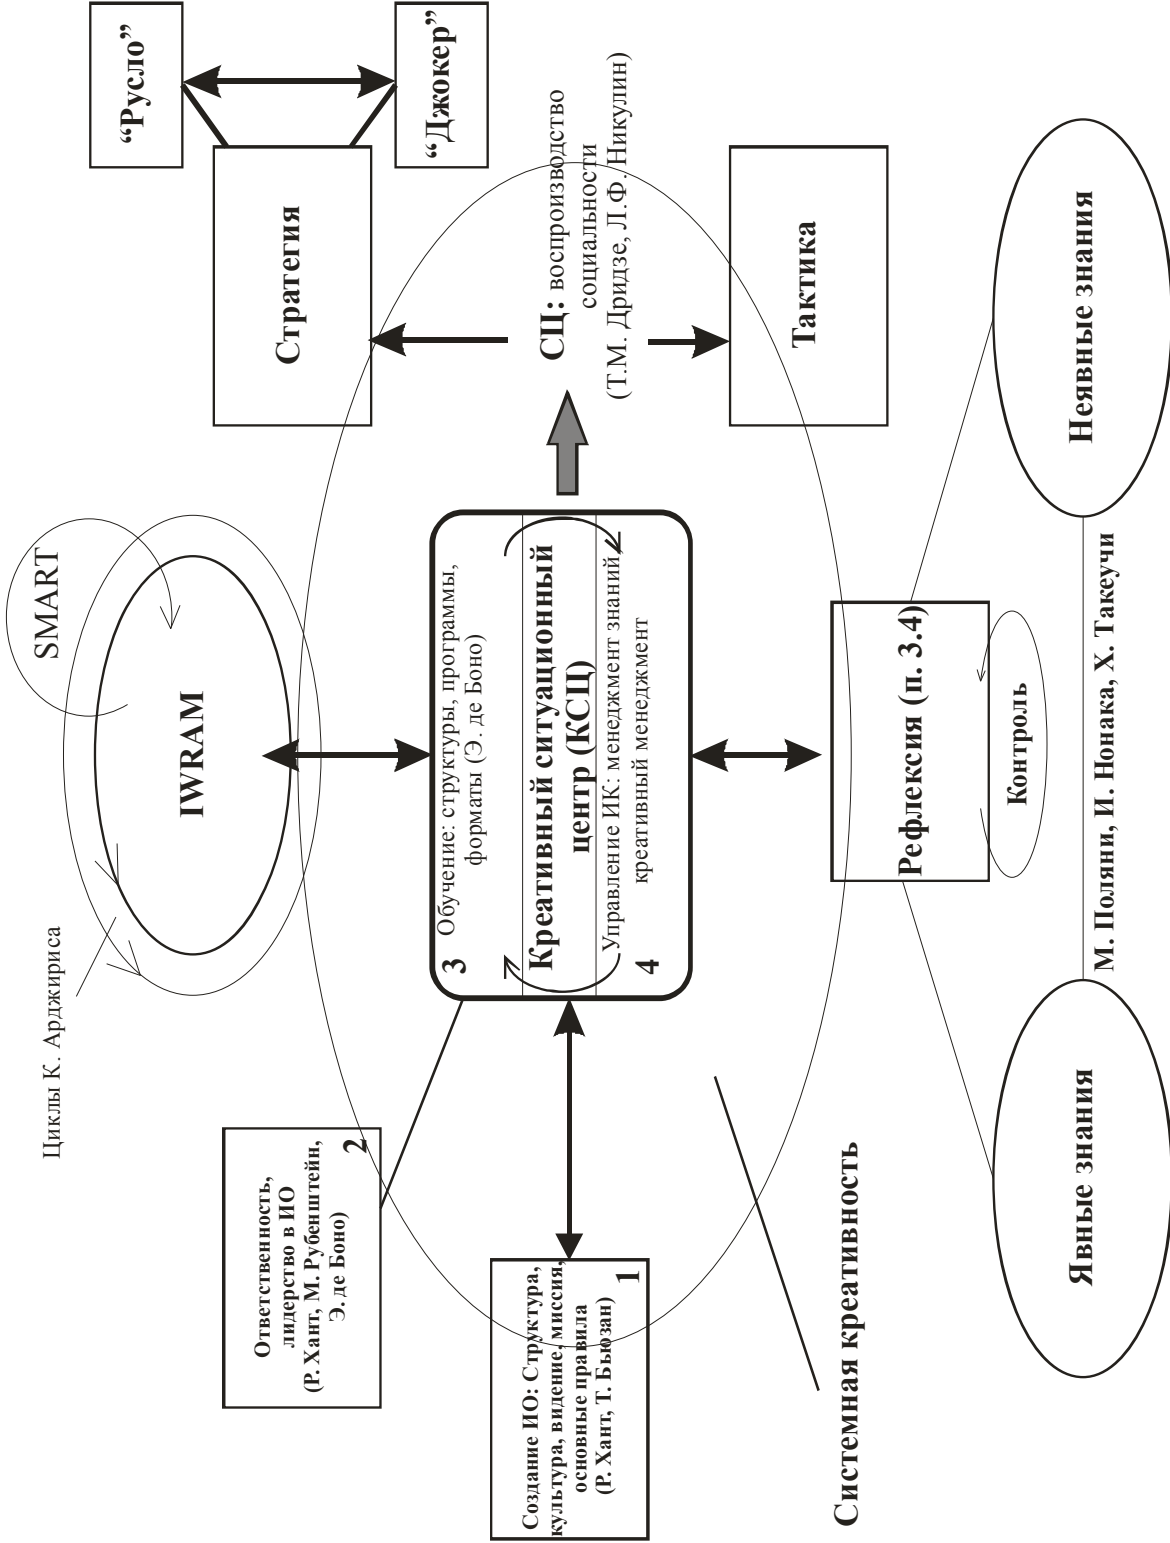 Циклы К. Арджириса
SMART
IWRAM
“Русло”
“Джокер”
Стратегия
Ответственность,
лидерство в ИО
(Р. Хант, М. Рубенштейн,
Э. де Боно)
2
3
Обучение: структуры, программы,
форматы (Э. де Боно)
Креативный ситуационный
центр (КСЦ)
Управление ИК: менеджмент знаний,
креативный менеджмент
4
СЦ: воспроизводство
социальности
(Т.М. Дридзе, Л.Ф. Никулин)
Создание ИО: Структура,
культура, видение, миссия,
основные правила
(Р. Хант, Т. Бьюзан)
1
Тактика
Системная креативность
Рефлексия (п. 3.4)
Контроль
Явные знания
Неявные знания
М. Поляни, И. Нонака, Х. Такеучи